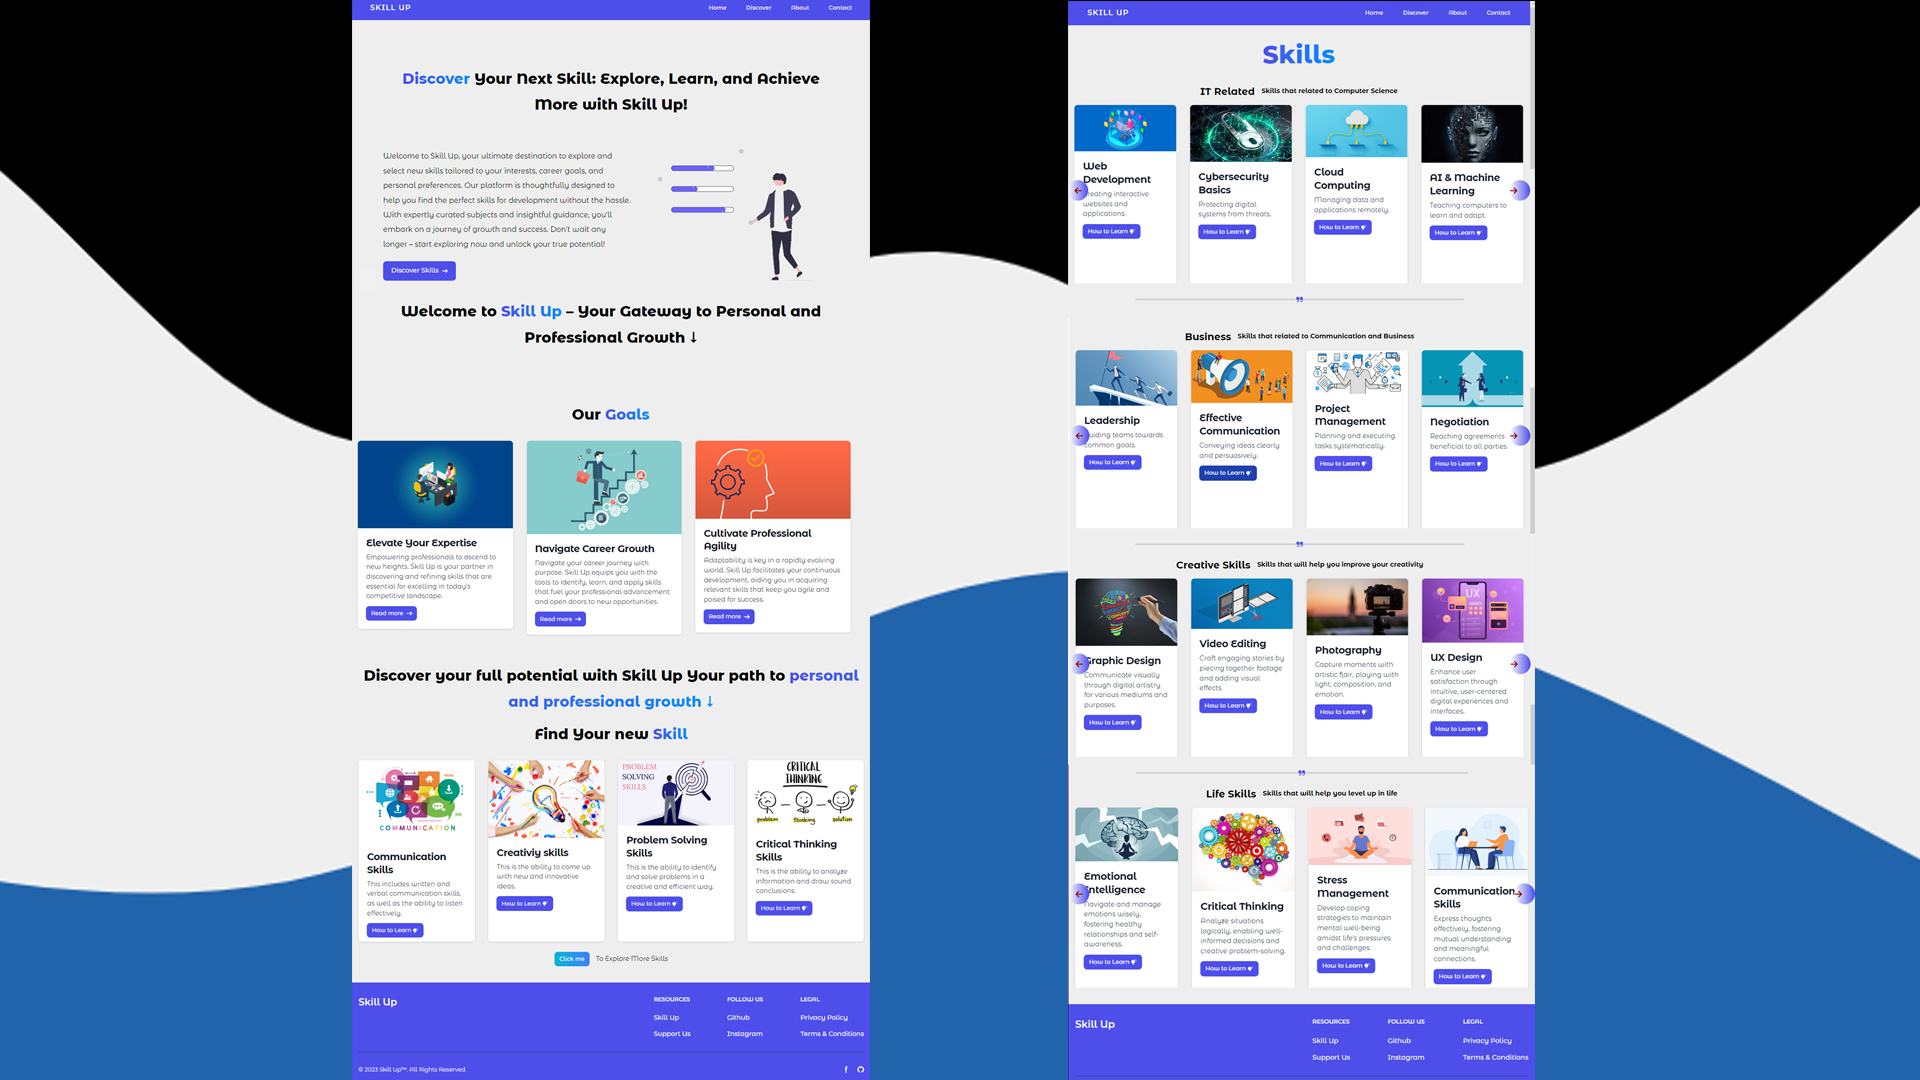 SKILL UP
Home Discover About Contact
Discover Your Next Skill: Explore, Learn, and Achieve
More with Skill Up!
Welcome to Skill Up, your ultimate destination to explore and
select new skills tailored to your interests, career goals, and
personal preferences. Our platform is thoughtfully designed to
help you find the perfect skills for development without the hassle.
With expertly curated subjects and insightful guidance, you'll
embark on a journey of growth and success. Don't wait any
longer – start exploring now and unlock your true potential!
Discover Skills →
Welcome to Skill Up – Your Gateway to Personal and
Professional Growth ↓
Our Goals
Elevate Your Expertise
Empowering professionals to ascend to
new heights. Skill Up is your partner in
discovering and refining skills that are
essential for excelling in today's
competitive landscape.
Read more →
Navigate Career Growth
Navigate your career journey with
purpose. Skill Up equips you with the
tools to identify, learn, and apply skills
that fuel your professional advancement
and open doors to new opportunities.
Read more →
Cultivate Professional
Agility
Adaptability is key in a rapidly evolving
world. Skill Up facilitates your continuous
development, aiding you in acquiring
relevant skills that keep you agile and
poised for success.
Read more →
Discover your full potential with Skill Up Your path to personal
and professional growth ↓
Find Your new Skill
COMMUNICATION
Communication
Skills
This includes written and
verbal communication skills,
as well as the ability to listen
effectively.
How to Learn
Creativiy skills
This is the ability to come up
with new and innovative
ideas.
How to Learn
PROBLEM
SOLVING
SKILLS
Problem Solving
Skills
This is the ability to identify
and solve problems in a
creative and efficient way.
How to Learn
CRITICAL
THINKING
problem thinking solution
Critical Thinking
Skills
This is the ability to analyze
information and draw sound
conclusions.
How to Learn
Click me To Explore More Skills
Skill Up
RESOURCES
Skill Up
Support Us
FOLLOW US
Github
Instagram
LEGAL
Privacy Policy
Terms & Conditions
© 2023 Skill Up™. All Rights Reserved.
SKILL UP
Home Discover About Contact
Skills
IT Related Skills that related to Computer Science
Web
Development
Creating interactive
websites and
applications.
How to Learn
Cybersecurity
Basics
Protecting digital
systems from threats.
How to Learn
Cloud
Computing
Managing data and
applications remotely.
How to Learn
AI & Machine
Learning
Teaching computers to
learn and adapt.
How to Learn
Business Skills that related to Communication and Business
Leadership
Guiding teams towards
common goals.
How to Learn
Effective
Communication
Conveying ideas clearly
and persuasively.
How to Learn
Project
Management
Planning and executing
tasks systematically.
How to Learn
Negotiation
Reaching agreements
beneficial to all parties.
How to Learn
Creative Skills Skills that will help you improve your creativity
Graphic Design
Communicate visually
through digital artistry
for various mediums and
purposes.
How to Learn
Video Editing
Craft engaging stories by
piecing together footage
and adding visual
effects.
How to Learn
Photography
Capture moments with
artistic flair, playing with
light, composition, and
emotion.
How to Learn
UX
UX Design
Enhance user
satisfaction through
intuitive, user-centered
digital experiences and
interfaces.
How to Learn
Life Skills Skills that will help you level up in life
Emotional
Intelligence
Navigate and manage
emotions wisely,
fostering healthy
relationships and self-
awareness.
How to Learn
Critical Thinking
Analyze situations
logically, enabling well-
informed decisions and
creative problem-solving.
How to Learn
Stress
Management
Develop coping
strategies to maintain
mental well-being
amidst life's pressures
and challenges.
How to Learn
Communication
Skills
Express thoughts
effectively, fostering
mutual understanding
and meaningful
connections.
How to Learn
Skill Up
RESOURCES
Skill Up
Support Us
FOLLOW US
Github
Instagram
LEGAL
Privacy Policy
Terms & Conditions